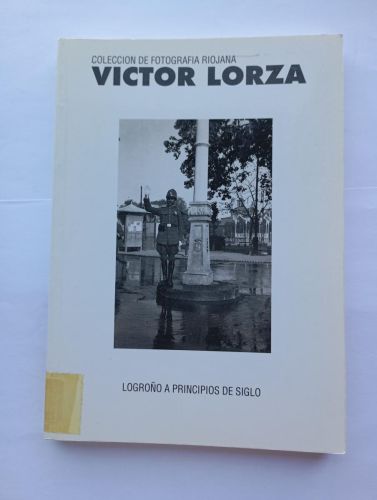 COLECCION DE FOTOGRAFIA RIOJANA
VICTOR LORZA
LOGROÑO A PRINCIPIOS DE SIGLO